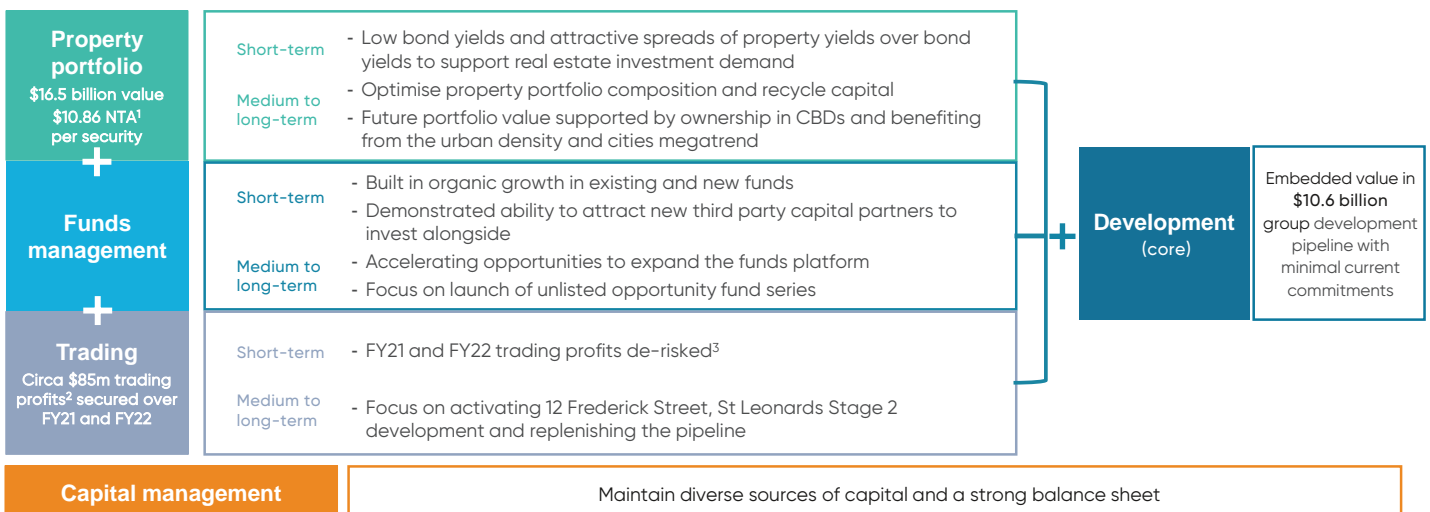 Property
portfolio
$16.5 billion value
$10.86 NTA1
per security
Short-term
- Low bond yields and attractive spreads of property yields over bond
yields to support real estate investment demand
Medium to
long-term
- Optimise property portfolio composition and recycle capital
- Future portfolio value supported by ownership in CBDs and benefiting
from the urban density and cities megatrend
+
Funds
management
Short-term
- Built in organic growth in existing and new funds
- Demonstrated ability to attract new third party capital partners to
invest alongside
Medium to
long-term
- Accelerating opportunities to expand the funds platform
- Focus on launch of unlisted opportunity fund series
+
Trading
Circa $85m trading
profits2 secured over
FY21 and FY22
Short-term
- FY21 and FY22 trading profits de-risked3
Medium to
long-term
- Focus on activating 12 Frederick Street, St Leonards Stage 2
development and replenishing the pipeline
+
Development
(core)
Embedded value in
$10.6 billion
group development
pipeline with
minimal current
commitments
Capital management
Maintain diverse sources of capital and a strong balance sheet